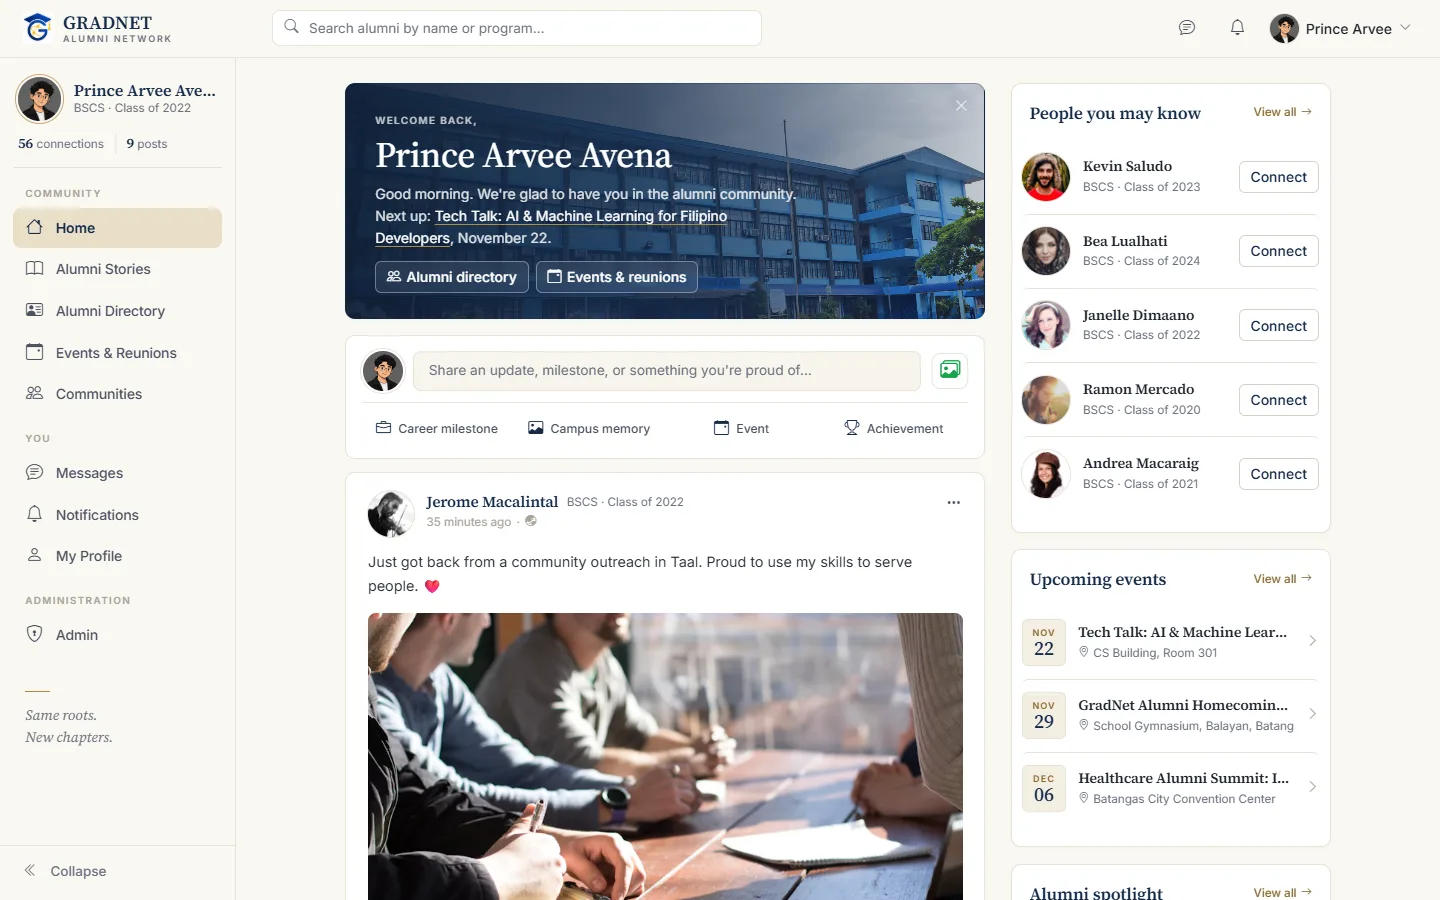 GRADNET
ALUMNI NETWORK
Search alumni by name or program...
Prince Arvee
Prince Arvee Ave...
BSCS · Class of 2022
56 connections
9 posts
COMMUNITY
Home
Alumni Stories
Alumni Directory
Events & Reunions
Communities
YOU
Messages
Notifications
My Profile
ADMINISTRATION
Admin
Same roots.
New chapters.
Collapse
WELCOME BACK,
Prince Arvee Avena
Good morning. We're glad to have you in the alumni community.
Next up: Tech Talk: AI & Machine Learning for Filipino
Developers, November 22.
Alumni directory
Events & reunions
Share an update, milestone, or something you're proud of...
Career milestone
Campus memory
Event
Achievement
Jerome Macalintal BSCS · Class of 2022
35 minutes ago ·
Just got back from a community outreach in Taal. Proud to use my skills to serve
people. ❤️
People you may know
View all →
Kevin Saludo
BSCS · Class of 2023
Connect
Bea Lualhati
BSCS · Class of 2024
Connect
Janelle Dimaano
BSCS · Class of 2022
Connect
Ramon Mercado
BSCS · Class of 2020
Connect
Andrea Macaraig
BSCS · Class of 2021
Connect
Upcoming events
View all →
NOV
22
Tech Talk: AI & Machine Lear...
CS Building, Room 301
NOV
29
GradNet Alumni Homecomin...
School Gymnasium, Balayan, Batang
DEC
06
Healthcare Alumni Summit: I...
Batangas City Convention Center
Alumni spotlight
View all →